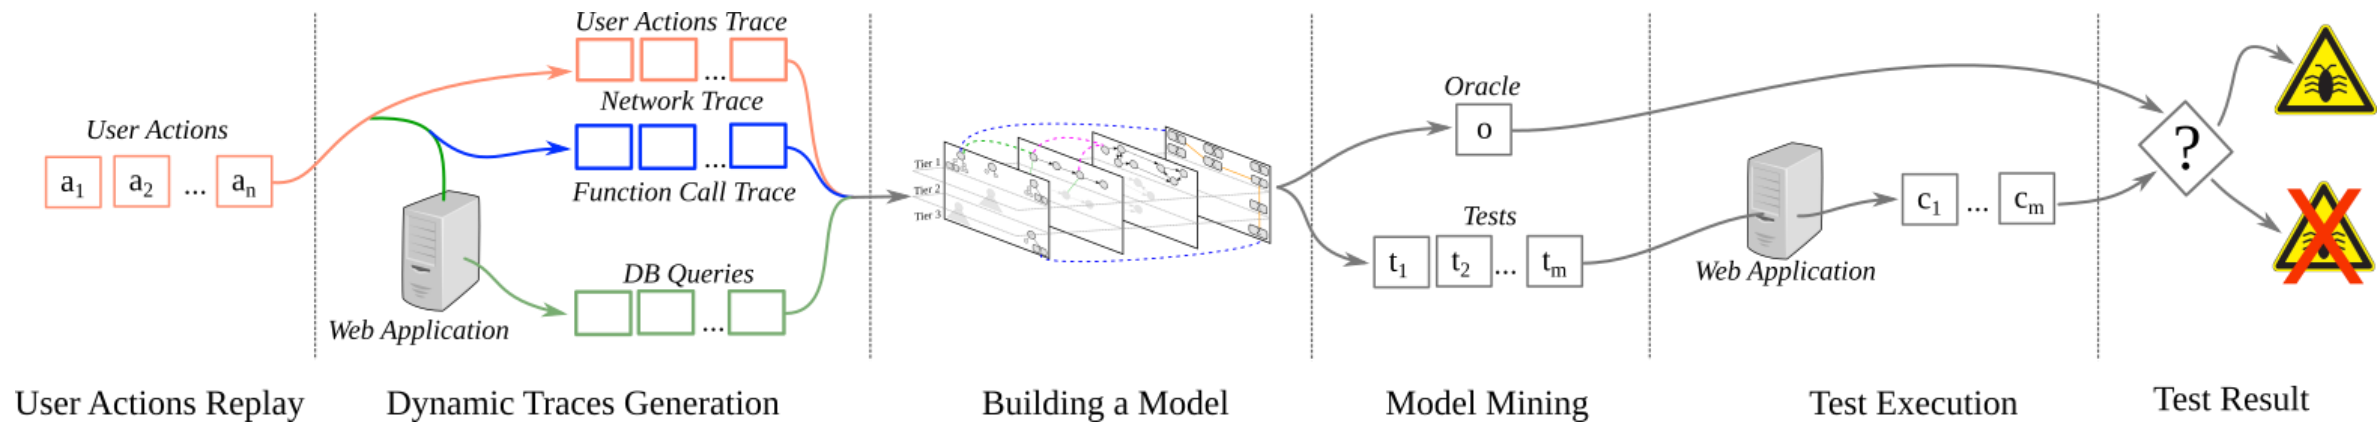 User Actions
a1 a2 ... an
User Actions Trace
...
Network Trace
...
Function Call Trace
DB Queries
...
Web Application
Tier 1
Tier 2
Tier 3
Oracle
o
Tests
t1 t2 ... tm
Web Application
c1 ... cm
?
User Actions Replay
Dynamic Traces Generation
Building a Model
Model Mining
Test Execution
Test Result